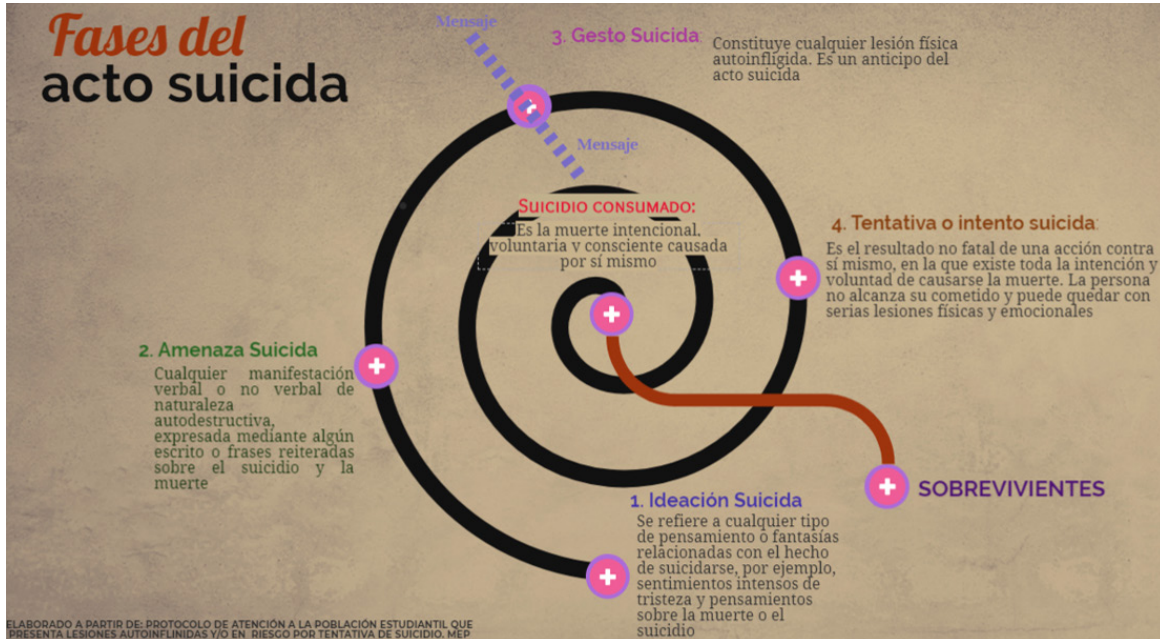 Fases del
acto suicida
Mensaje
3. Gesto Suicida
Constituye cualquier lesión física
autoinfligida. Es un anticipo del
acto suicida
Mensaje
SUICIDIO CONSUMADO:
Es la muerte intencional,
voluntaria y consciente causada
por sí mismo
4. Tentativa o intento suicida:
Es el resultado no fatal de una acción contra
sí mismo, en la que existe toda la intención y
voluntad de causarse la muerte. La persona
no alcanza su cometido y puede quedar con
serias lesiones físicas y emocionales
2. Amenaza Suicida
Cualquier manifestación
verbal o no verbal de
naturaleza
autodestructiva,
expresada mediante algún
escrito o frases reiteradas
sobre el suicidio y la
muerte
SOBREVIVIENTES
1. Ideación Suicida
Se refiere a cualquier tipo
de pensamiento o fantasías
relacionadas con el hecho
de suicidarse, por ejemplo,
sentimientos intensos de
tristeza y pensamientos
sobre la muerte o el
suicidio
ELABORADO A PARTIR DE: PROTOCOLO DE ATENCIÓN A LA POBLACIÓN ESTUDIANTIL QUE
PRESENTA LESIONES AUTOINFLINIDAS Y/O EN RIESGO POR TENTATIVA DE SUICIDIO. MEP